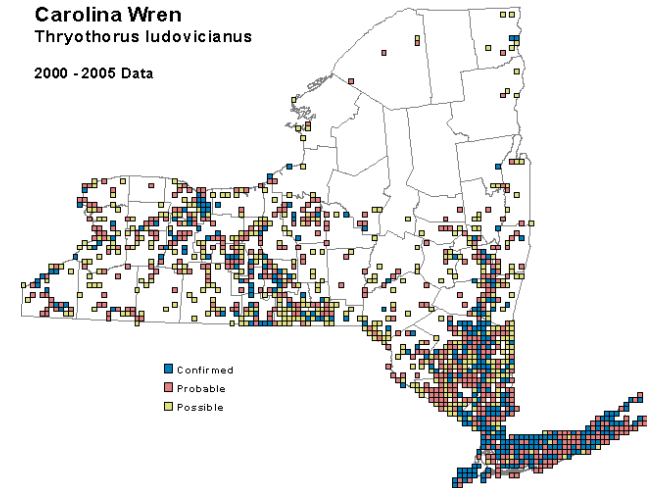 Carolina Wren
Thryothorus ludovicianus
2000 - 2005 Data
Confirmed
Probable
Possible